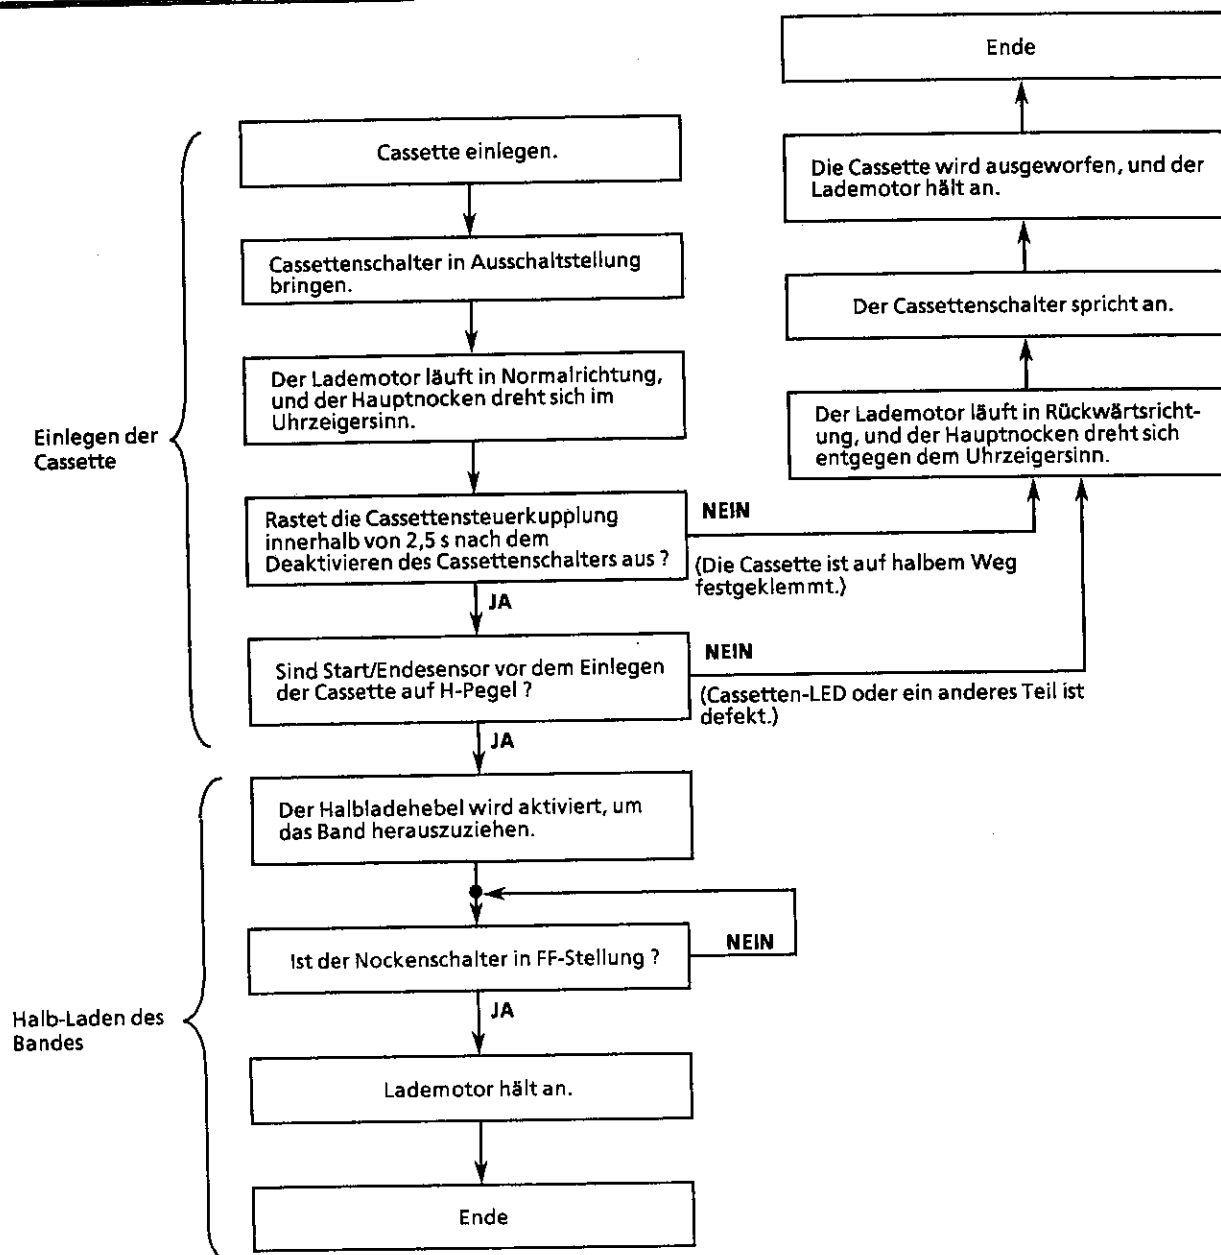 Cassette einlegen.
Cassettenschalter in Ausschaltstellung
bringen.
Der Lademotor läuft in Normalrichtung,
und der Hauptnocken dreht sich im
Uhrzeigersinn.
Einlegen der
Cassette
Rastet die Cassettensteuerkupplung
innerhalb von 2,5 s nach dem
Deaktivieren des Cassettenschalters aus ?
NEIN
(Die Cassette ist auf halbem Weg
festgeklemmt.)
JA
Sind Start/Endesensor vor dem Einlegen
der Cassette auf H-Pegel ?
NEIN
(Cassetten-LED oder ein anderes Teil ist
defekt.)
JA
Der Halbladehebel wird aktiviert, um
das Band herauszuziehen.
Ist der Nockenschalter in FF-Stellung ?
NEIN
JA
Halb-Laden des
Bandes
Lademotor hält an.
Ende
Ende
Die Cassette wird ausgeworfen, und der
Lademotor hält an.
Der Cassettenschalter spricht an.
Der Lademotor läuft in Rückwärtsricht-
ung, und der Hauptnocken dreht sich
entgegen dem Uhrzeigersinn.